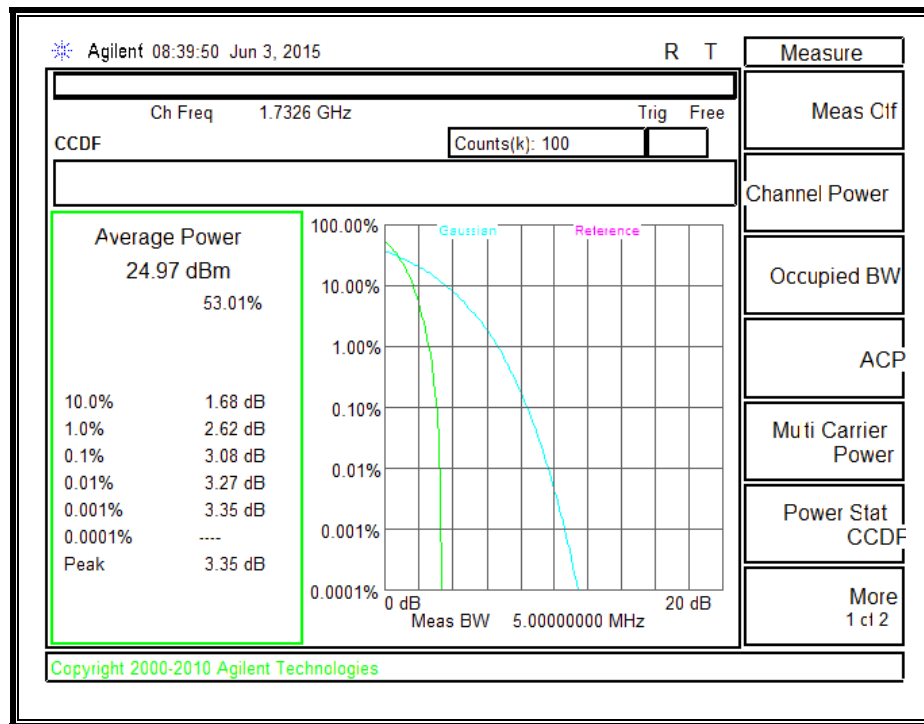 Agilent 08:39:50 Jun 3, 2015 R T
Measure
Ch Freq 1.7326 GHz Trig Free
CCDF Counts(k): 100
Average Power
24.97 dBm
53.01%
10.0% 1.68 dB
1.0% 2.62 dB
0.1% 3.08 dB
0.01% 3.27 dB
0.001% 3.35 dB
0.0001% ----
Peak 3.35 dB
Gaussian Reference
100.00%
10.00%
1.00%
0.10%
0.01%
0.001%
0.0001%
0 dB 20 dB
Meas BW 5.00000000 MHz
Meas Off
Channel Power
Occupied BW
ACP
Multi Carrier
Power
Power Stat
CCDF
More
1 of 2
Copyright 2000-2010 Agilent Technologies